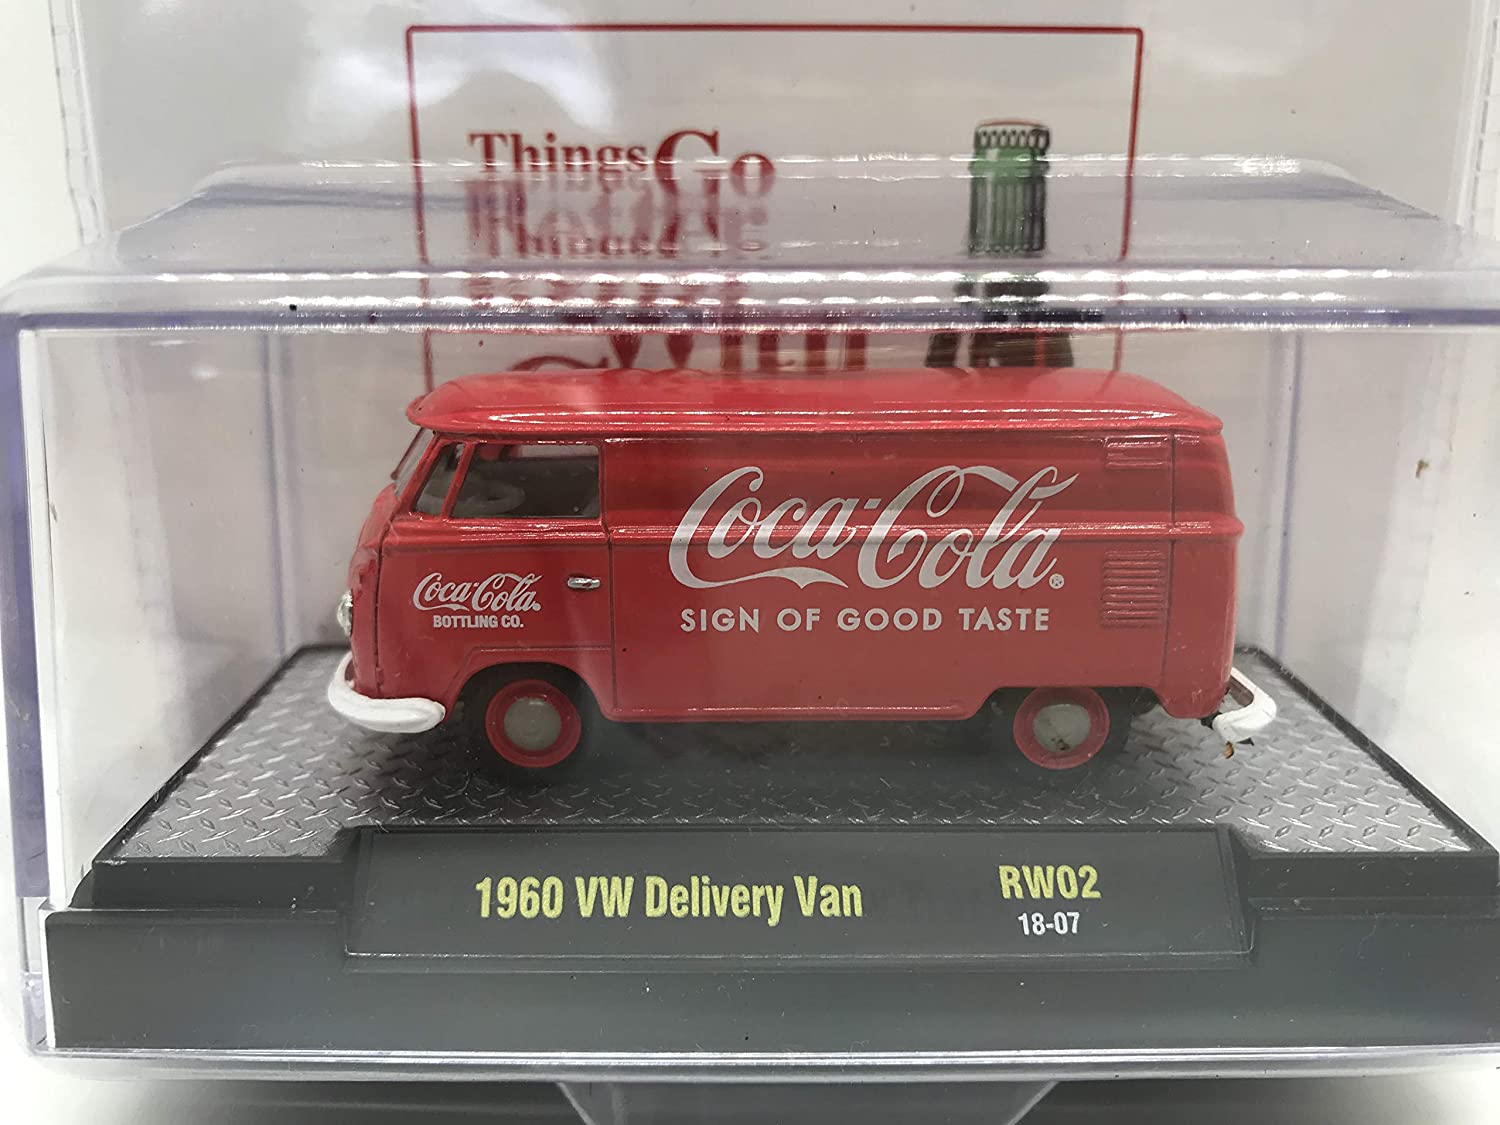 Things Go
With
Coca-Cola®
SIGN OF GOOD TASTE
Coca-Cola®
BOTTLING CO.
1960 VW Delivery Van
RW02
18-07